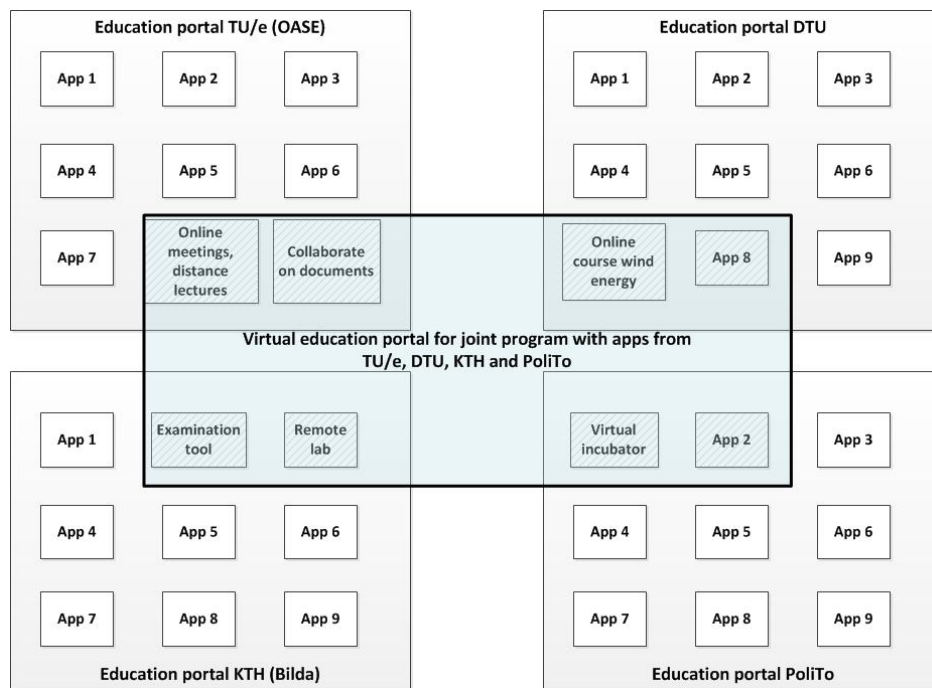 Education portal TU/e (OASE)
App 1
App 2
App 3
App 4
App 5
App 6
App 7
Online
meetings,
distance
lectures
Collaborate
on documents
Education portal DTU
App 1
App 2
App 3
App 4
App 5
App 6
Online
course wind
energy
App 8
App 9
Virtual education portal for joint program with apps from
TU/e, DTU, KTH and PoliTo
App 1
Examination
tool
Remote
lab
App 4
App 5
App 6
App 7
App 8
App 9
Education portal KTH (Bilda)
Virtual
incubator
App 2
App 3
App 4
App 5
App 6
App 7
App 8
App 9
Education portal PoliTo